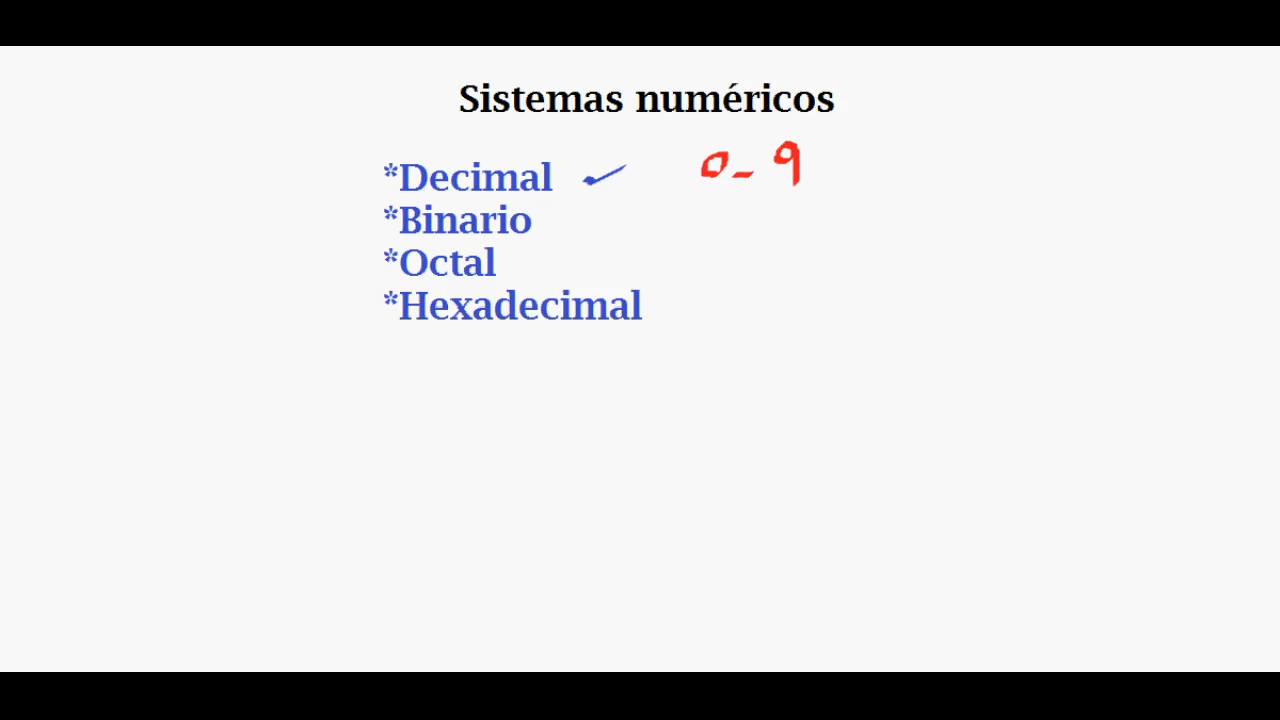 Sistemas numéricos
*Decimal ✓ 0-9
*Binario
*Octal
*Hexadecimal